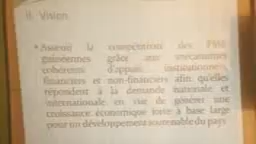 II. Vision
• Assurer la compétitivité des PME
guinéennes grâce aux mécanismes
cohérents d'appuis institutionnels,
financiers et non-financiers afin qu'elles
répondent à la demande nationale et
internationale en vue de générer une
croissance économique forte à base large
pour un développement soutenable du pays